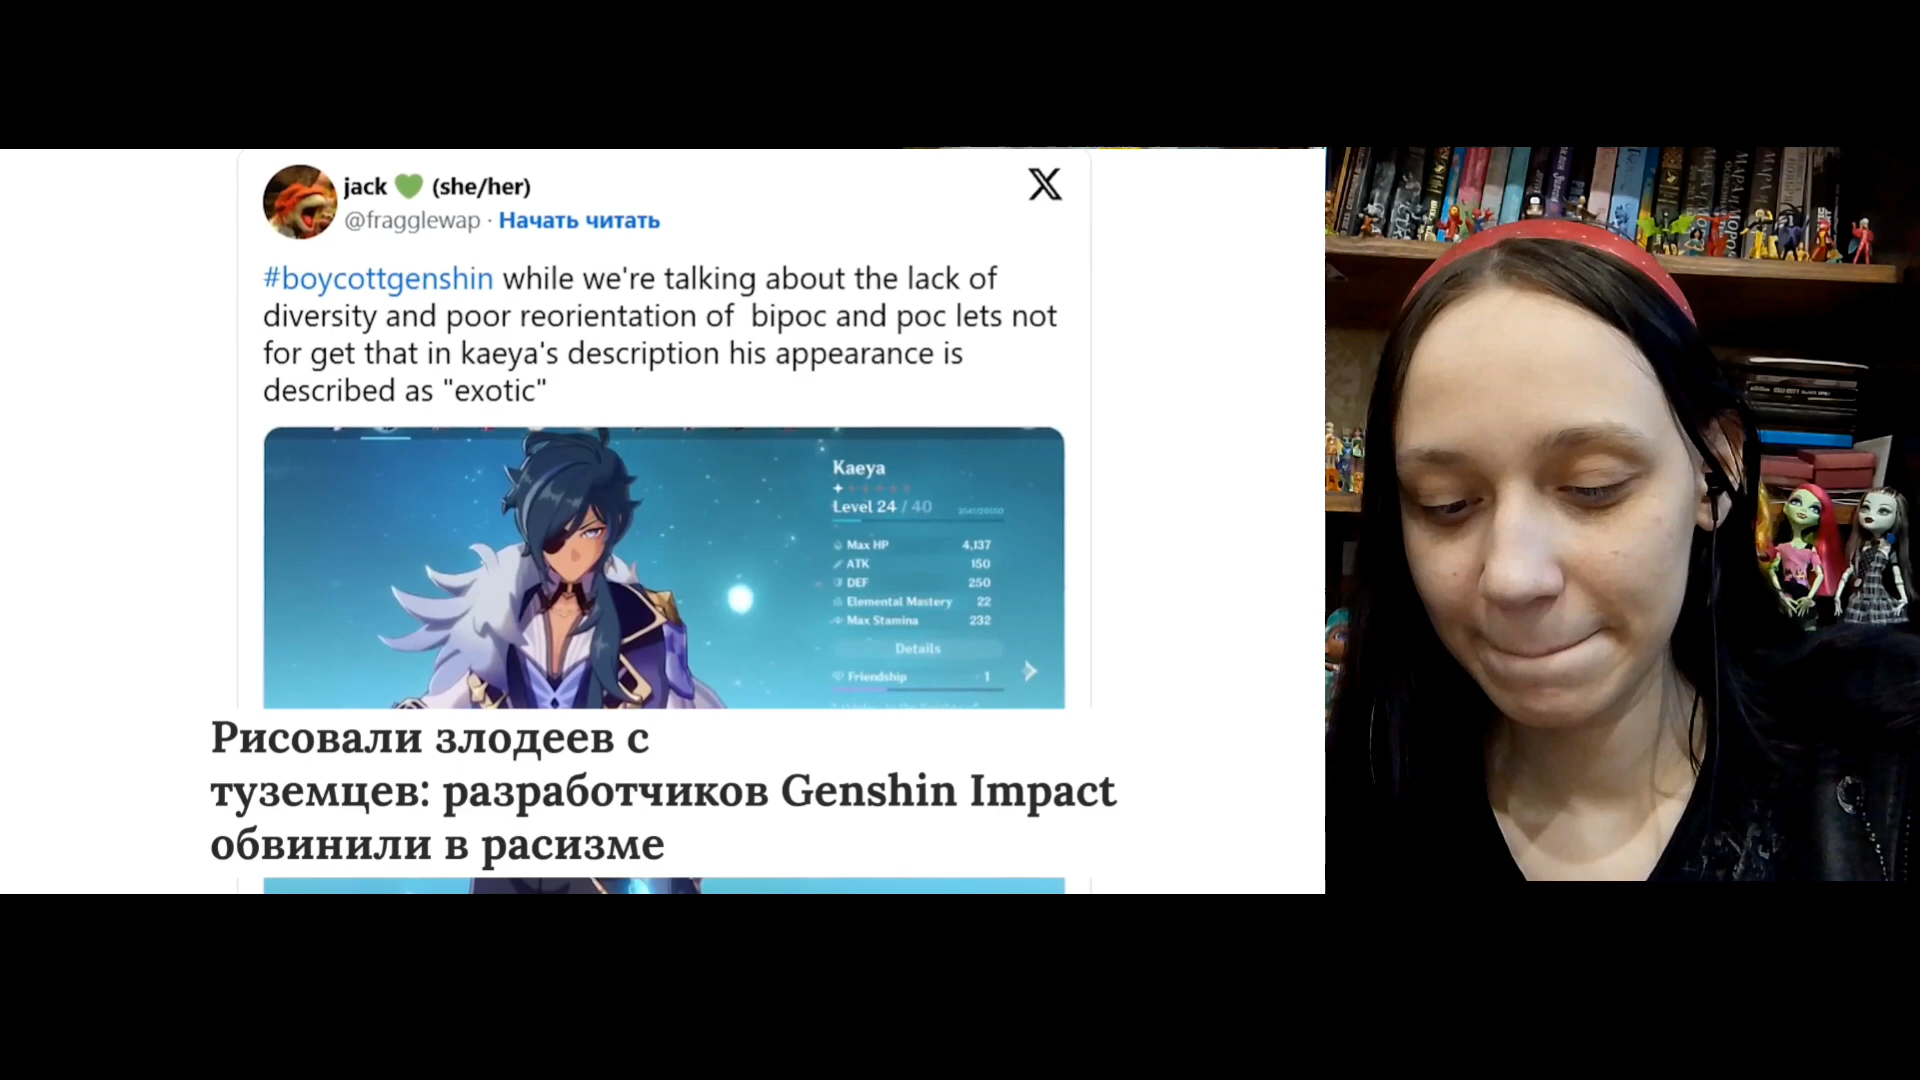 jack 💚 (she/her)
@fragglewap · Начать читать
#boycottgenshin while we're talking about the lack of
diversity and poor reorientation of bipoc and poc lets not
for get that in kaeya's description his appearance is
described as "exotic"
Kaeya
Level 24 / 40
Max HP 4,137
ATK 150
DEF 250
Elemental Mastery 22
Max Stamina 232
Details
Friendship 1
Рисовали злодеев с
туземцев: разработчиков Genshin Impact
обвинили в расизме